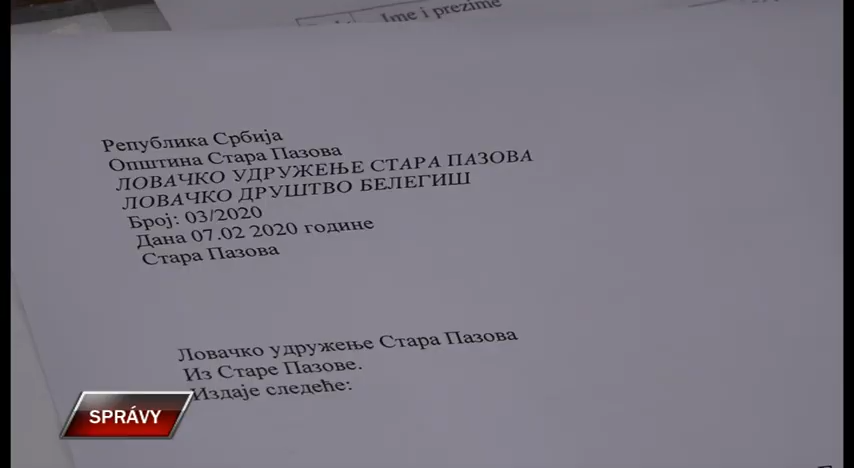 Ime i prezime
Република Србија
Општина Стара Пазова
ЛОВАЧКО УДРУЖЕЊЕ СТАРА ПАЗОВА
ЛОВАЧКО ДРУШТВО БЕЛЕГИШ
Број: 03/2020
Дана 07.02 2020 године
Стара Пазова
Ловачко удружење Стара Пазова
Из Старе Пазове.
Издаје следеће:
SPRÁVY